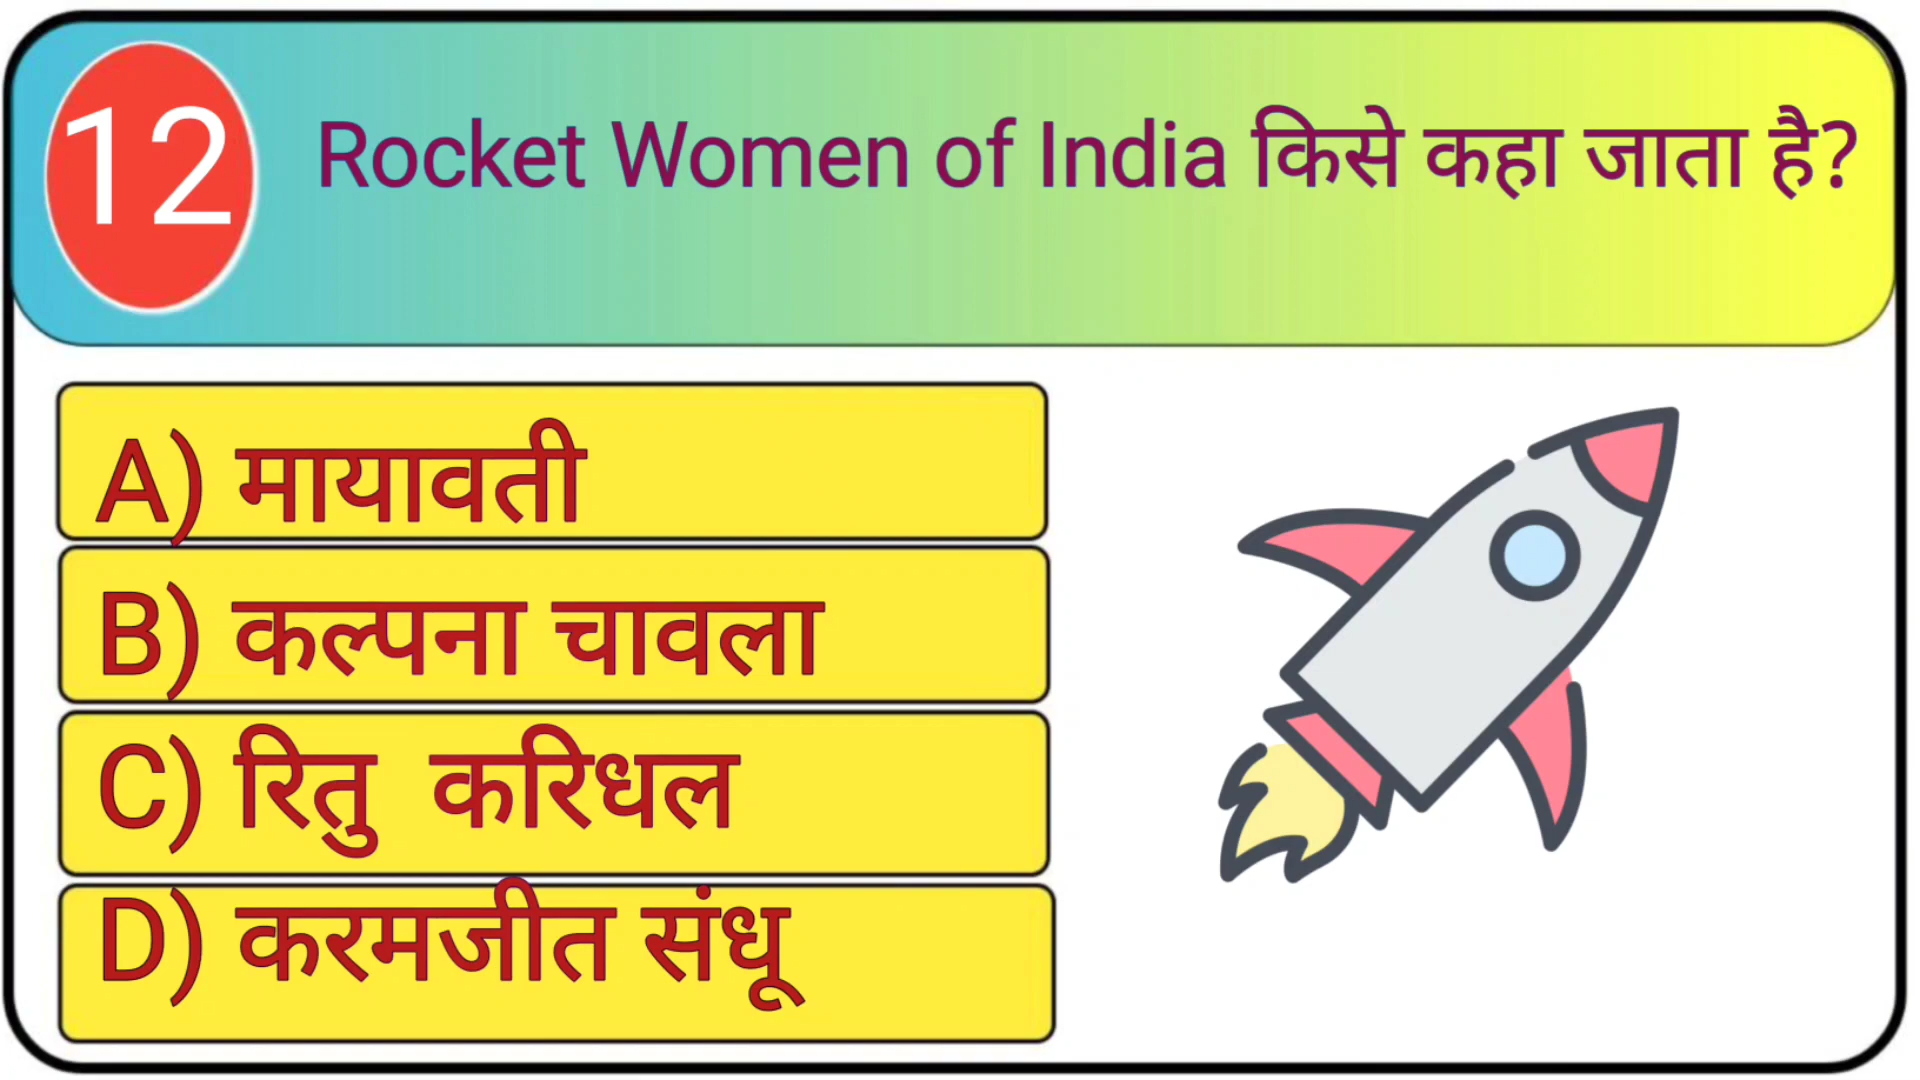 12
Rocket Women of India किसे कहा जाता है?
A) मायावती
B) कल्पना चावला
C) रितु करिधल
D) करमजीत संधू